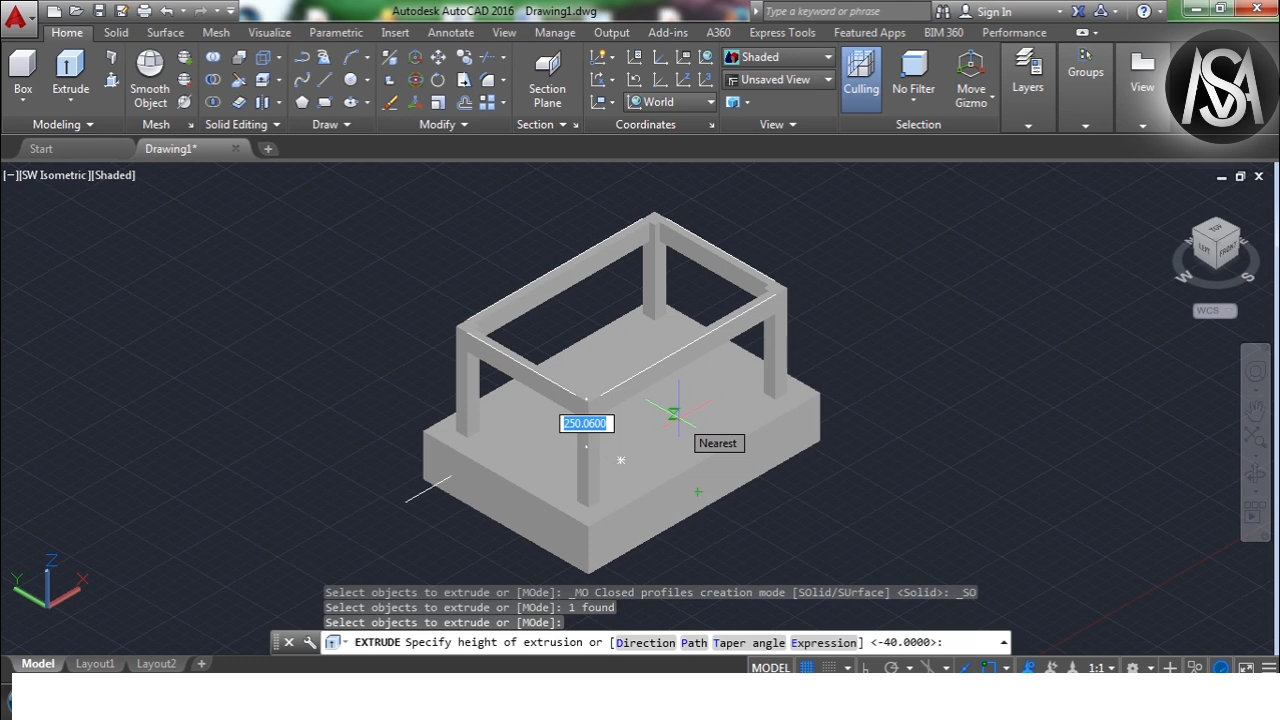 Autodesk AutoCAD 2016 Drawing1.dwg
Type a keyword or phrase
Sign In
Home Solid Surface Mesh Visualize Parametric Insert Annotate View Manage Output Add-ins A360 Express Tools Featured Apps BIM 360 Performance
Box
Extrude
Smooth Object
Section Plane
World
Shaded
Unsaved View
Culling
No Filter
Move Gizmo
Layers
Groups
View
MSA
Modeling Mesh Solid Editing Draw Modify Section Coordinates View Selection
Start Drawing1*
[−][SW Isometric][Shaded]
TOP
LEFT FRONT
W S
WCS
250.0600
Nearest
Z
Y X
Select objects to extrude or [MOde]: _MO Closed profiles creation mode [SOlid/SUrface] <Solid>: _SO
Select objects to extrude or [MOde]: 1 found
Select objects to extrude or [MOde]:
EXTRUDE Specify height of extrusion or [Direction Path Taper angle Expression] <-40.0000>:
Model Layout1 Layout2 +
MODEL 1:1